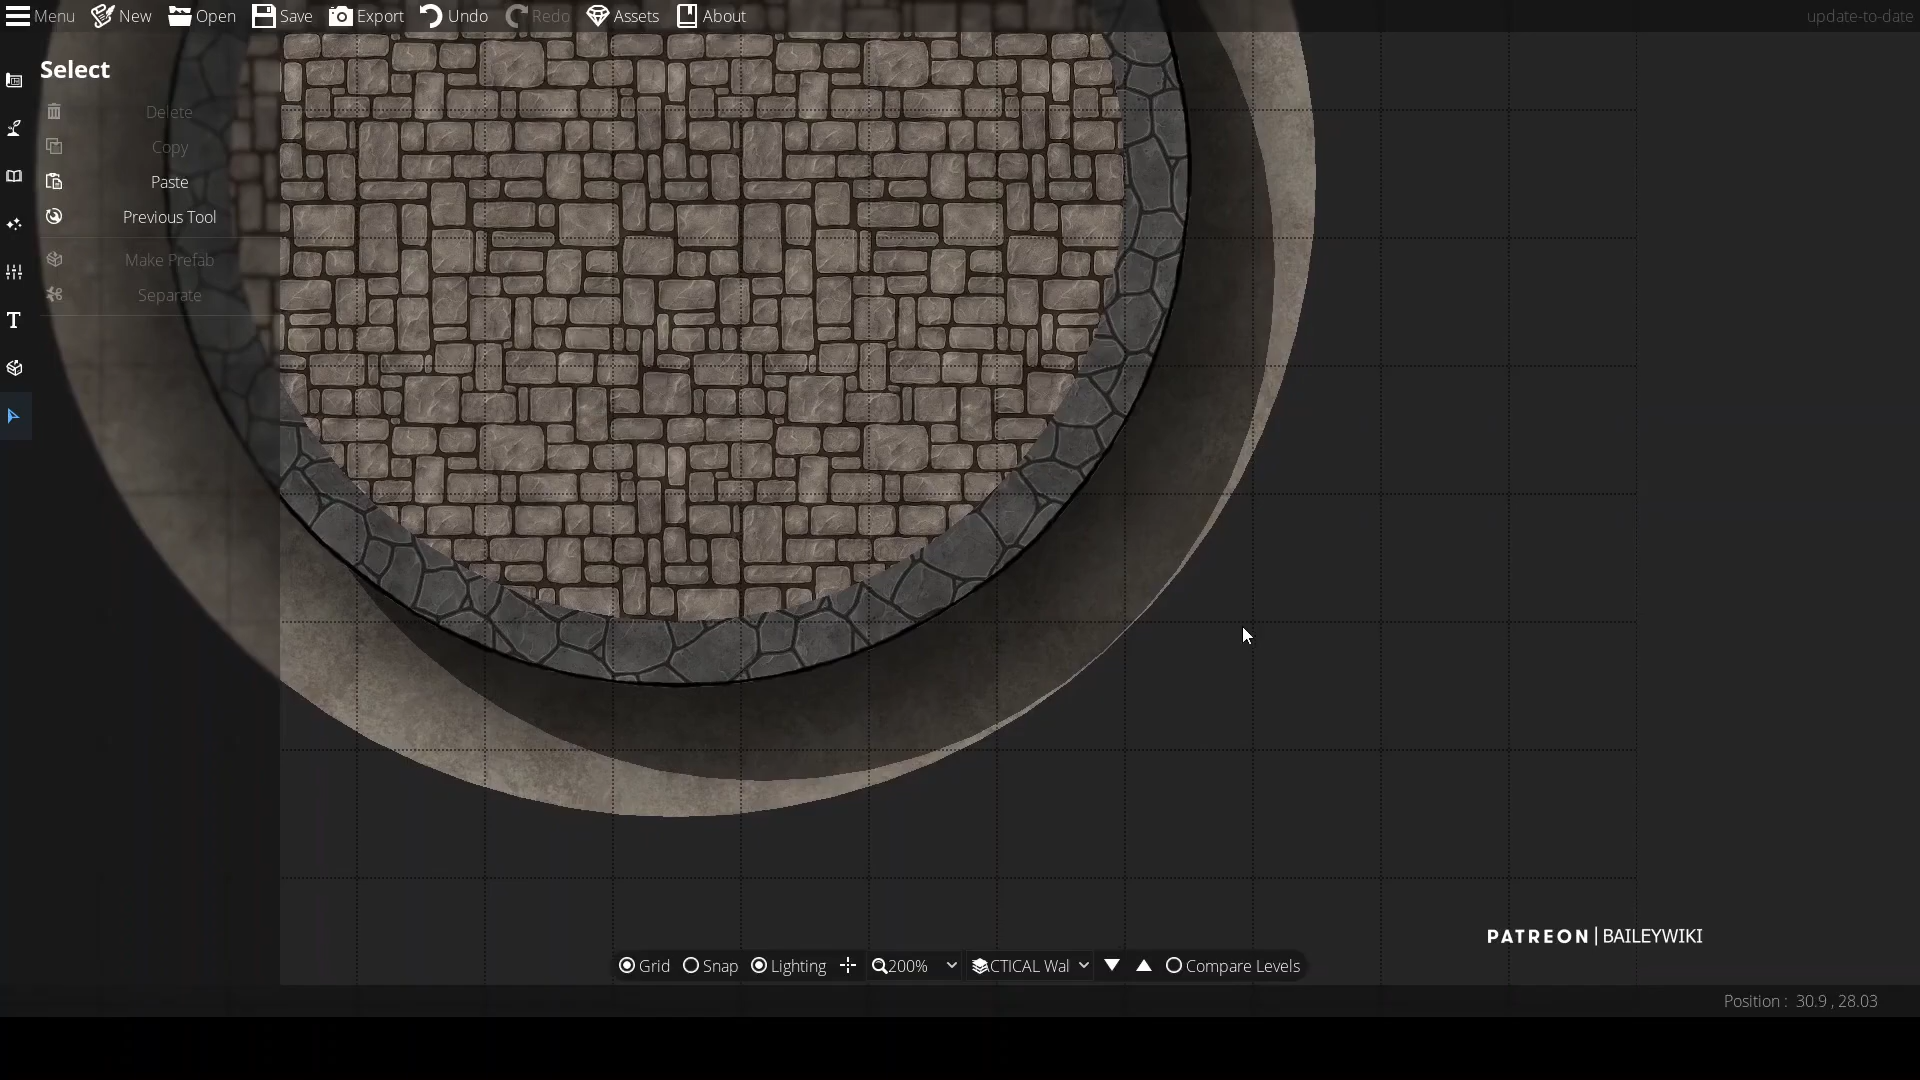 Menu New Open Save Export Undo Redo Assets About update-to-date
Select
Delete
Copy
Paste
Previous Tool
Make Prefab
Separate
T
PATREON | BAILEYWIKI
Grid Snap Lighting 200% ACTICAL Wal Compare Levels
Position : 30.9 , 28.03